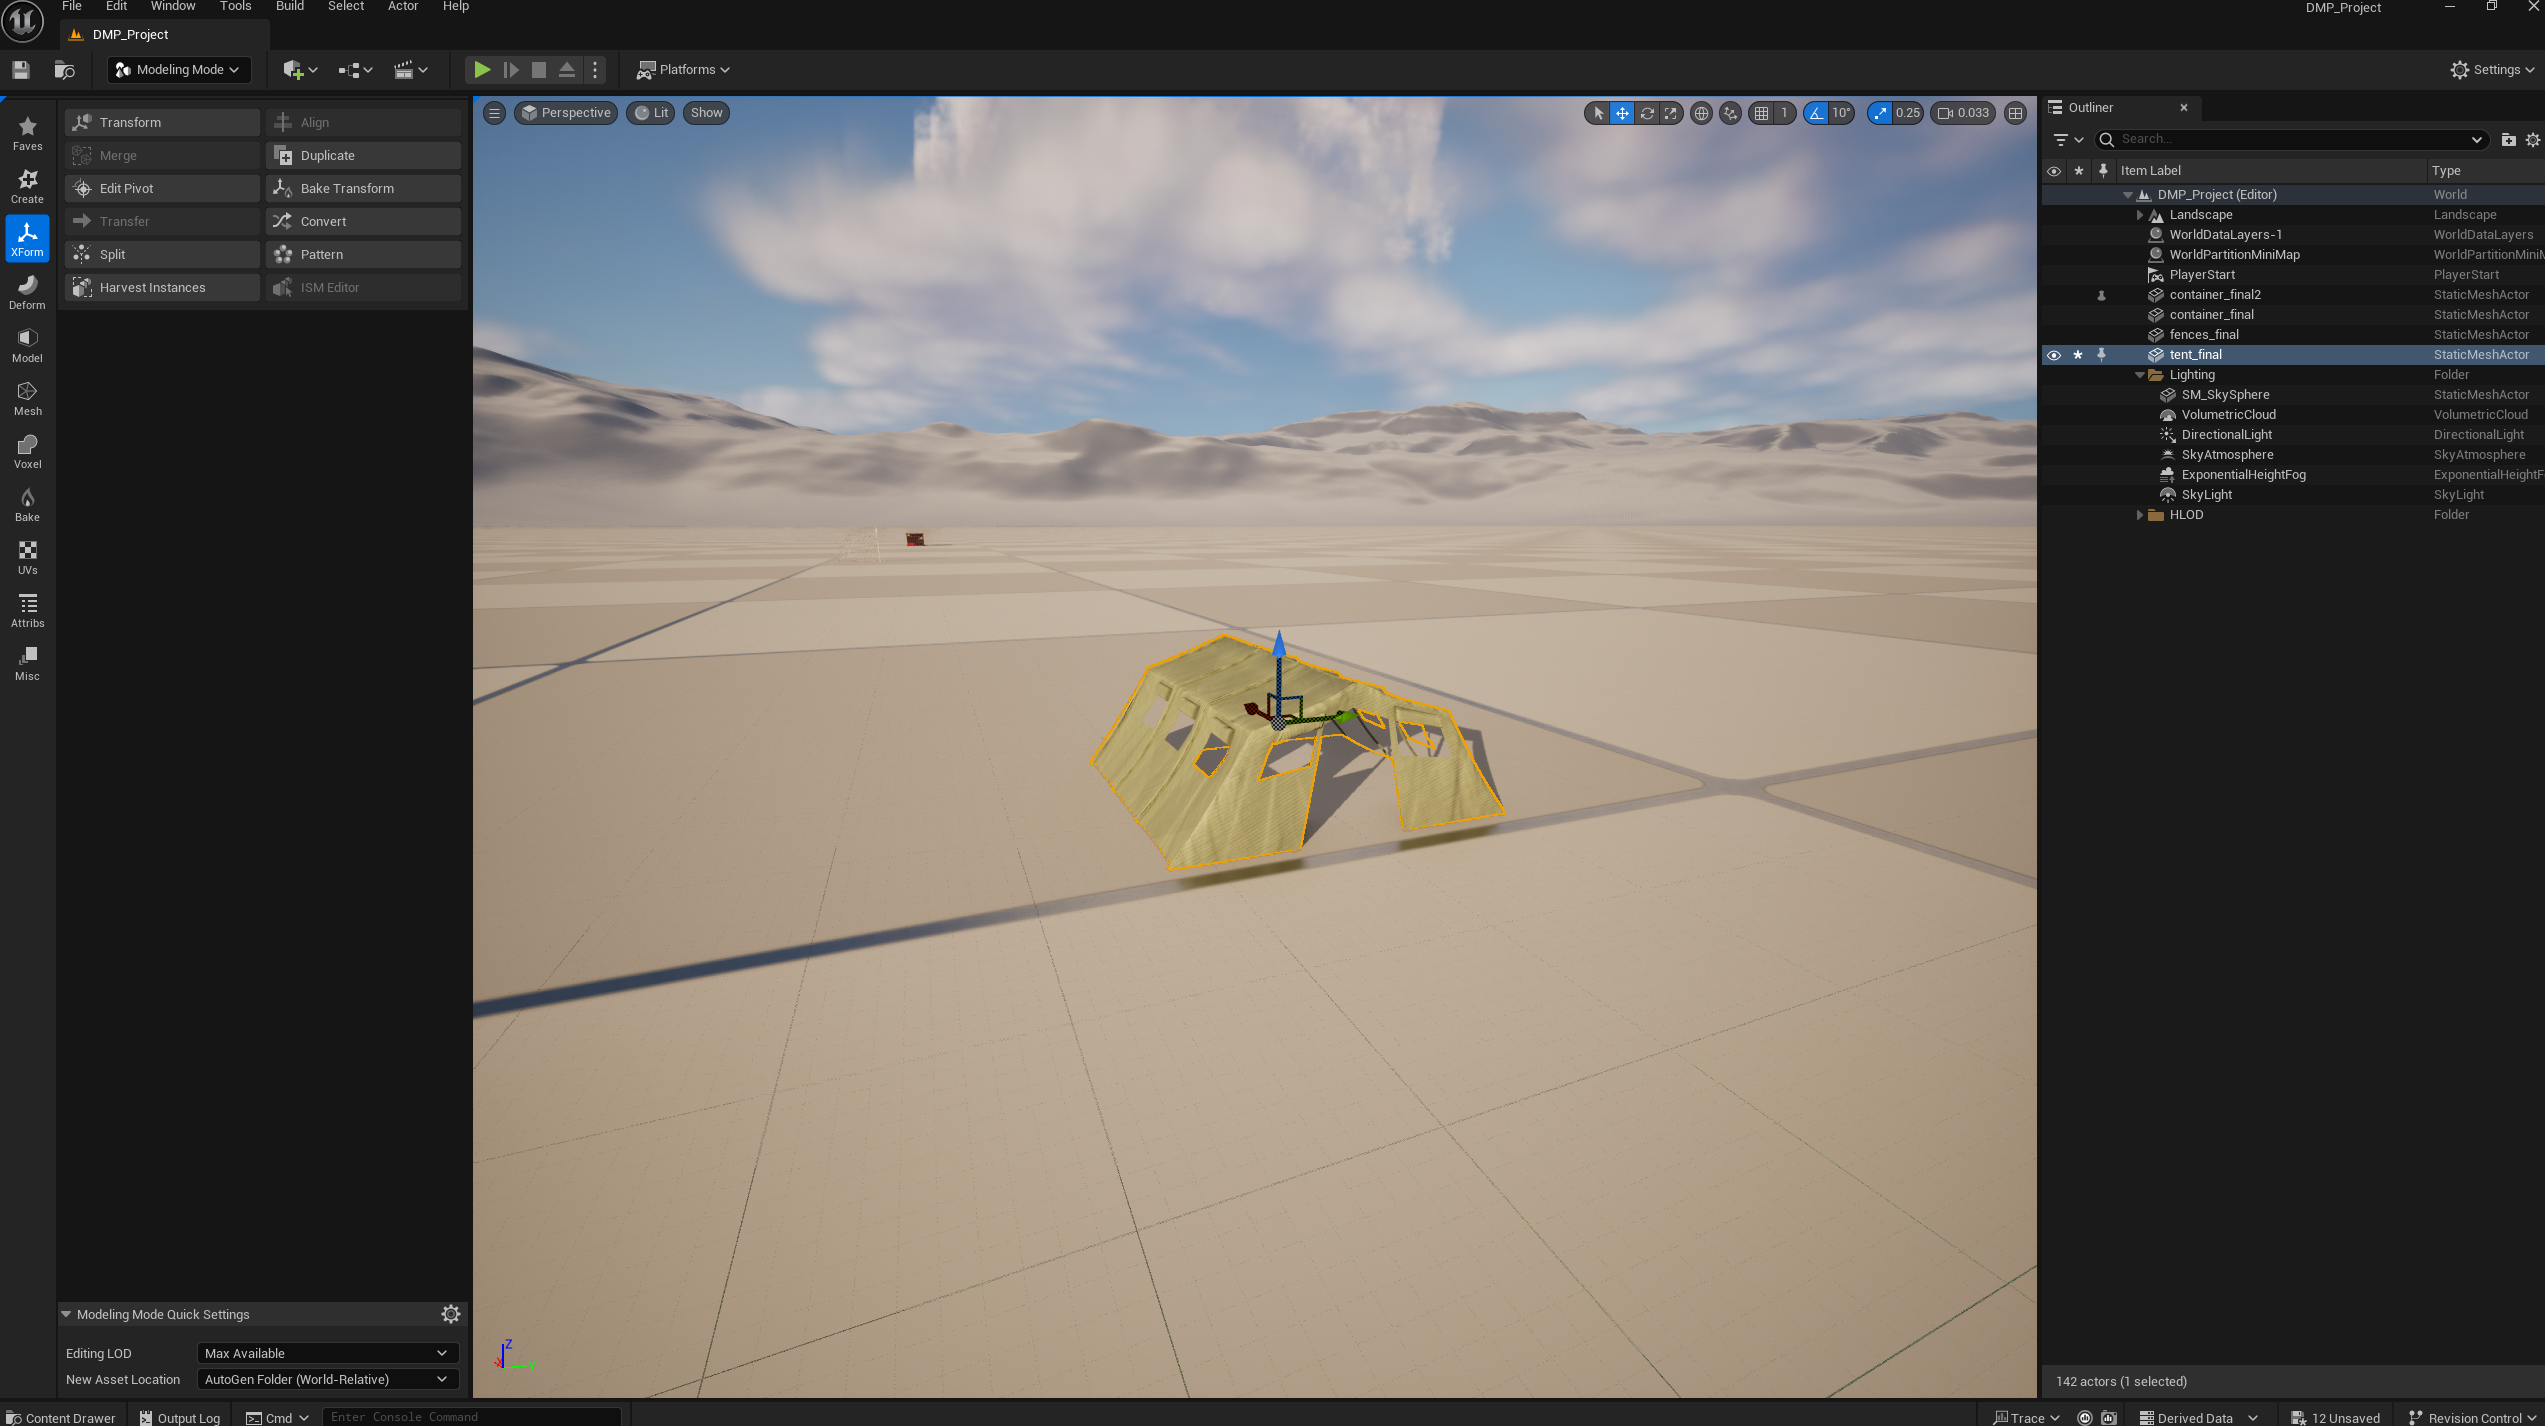 File Edit Window Tools Build Select Actor Help
DMP_Project
DMP_Project
Modeling Mode
Platforms
Settings
Faves
Create
XForm
Deform
Model
Mesh
Voxel
Bake
UVs
Attribs
Misc
Transform Align
Merge Duplicate
Edit Pivot Bake Transform
Transfer Convert
Split Pattern
Harvest Instances ISM Editor
Modeling Mode Quick Settings
Editing LOD Max Available
New Asset Location AutoGen Folder (World-Relative)
Perspective Lit Show
1 10° 0.25 0.033
Z
X Y
Outliner
Search...
Item Label Type
DMP_Project (Editor) World
Landscape Landscape
WorldDataLayers-1 WorldDataLayers
WorldPartitionMiniMap WorldPartitionMiniM
PlayerStart PlayerStart
container_final2 StaticMeshActor
container_final StaticMeshActor
fences_final StaticMeshActor
tent_final StaticMeshActor
Lighting Folder
SM_SkySphere StaticMeshActor
VolumetricCloud VolumetricCloud
DirectionalLight DirectionalLight
SkyAtmosphere SkyAtmosphere
ExponentialHeightFog ExponentialHeightF
SkyLight SkyLight
HLOD Folder
142 actors (1 selected)
Content Drawer Output Log Cmd Enter Console Command
Trace Derived Data 12 Unsaved Revision Control